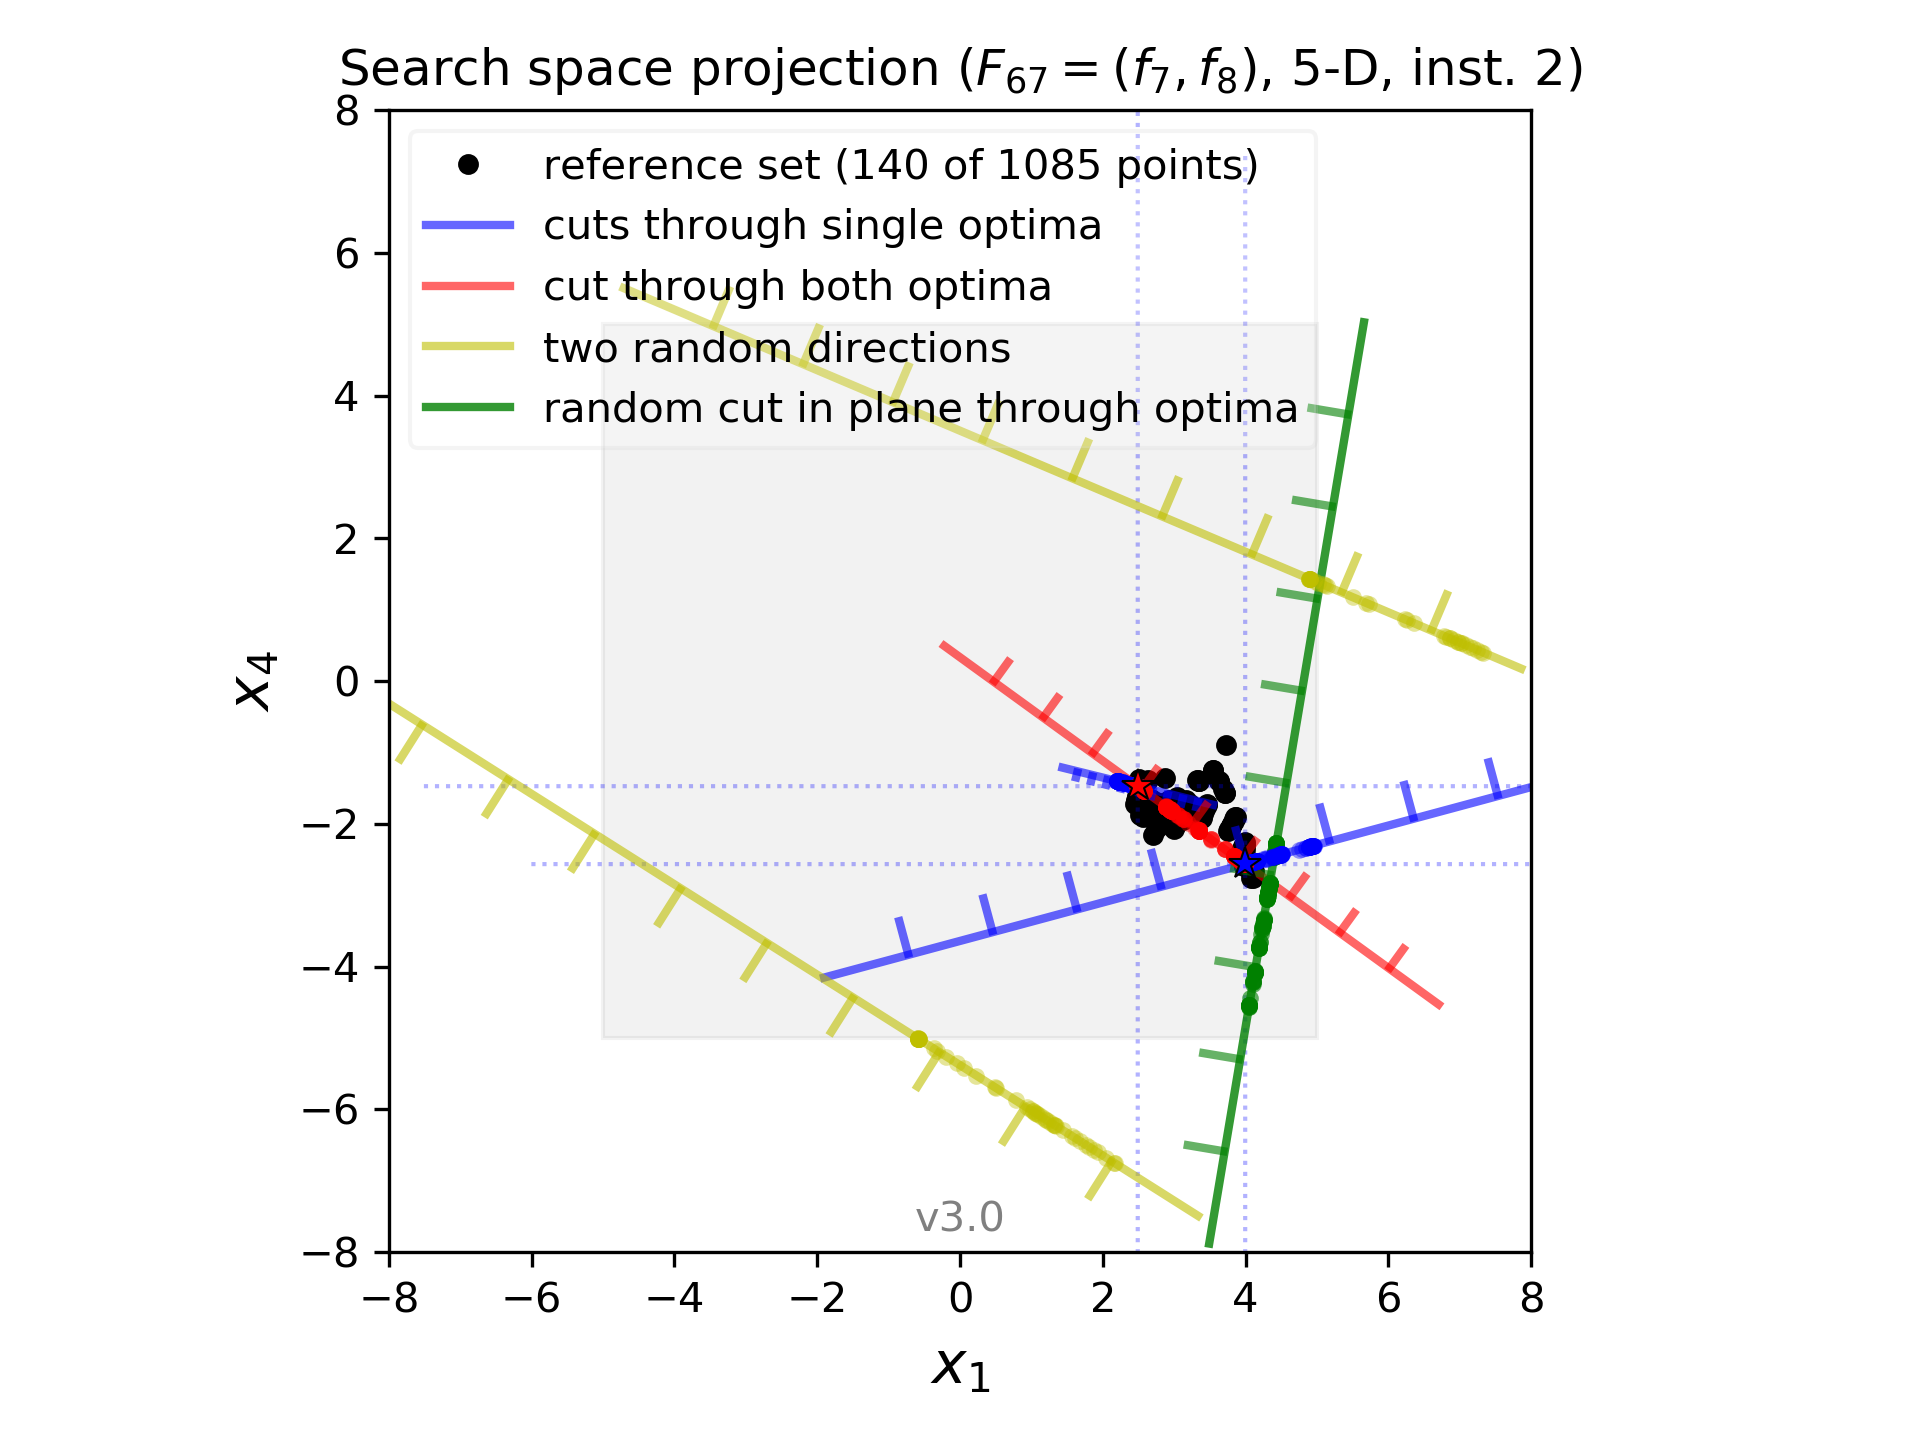 Search space projection (F₆₇ = (f₇, f₈), 5-D, inst. 2)
reference set (140 of 1085 points)
cuts through single optima
cut through both optima
two random directions
random cut in plane through optima
8
6
4
2
0
−2
−4
−6
−8
x₄
v3.0
−8 −6 −4 −2 0 2 4 6 8
x₁